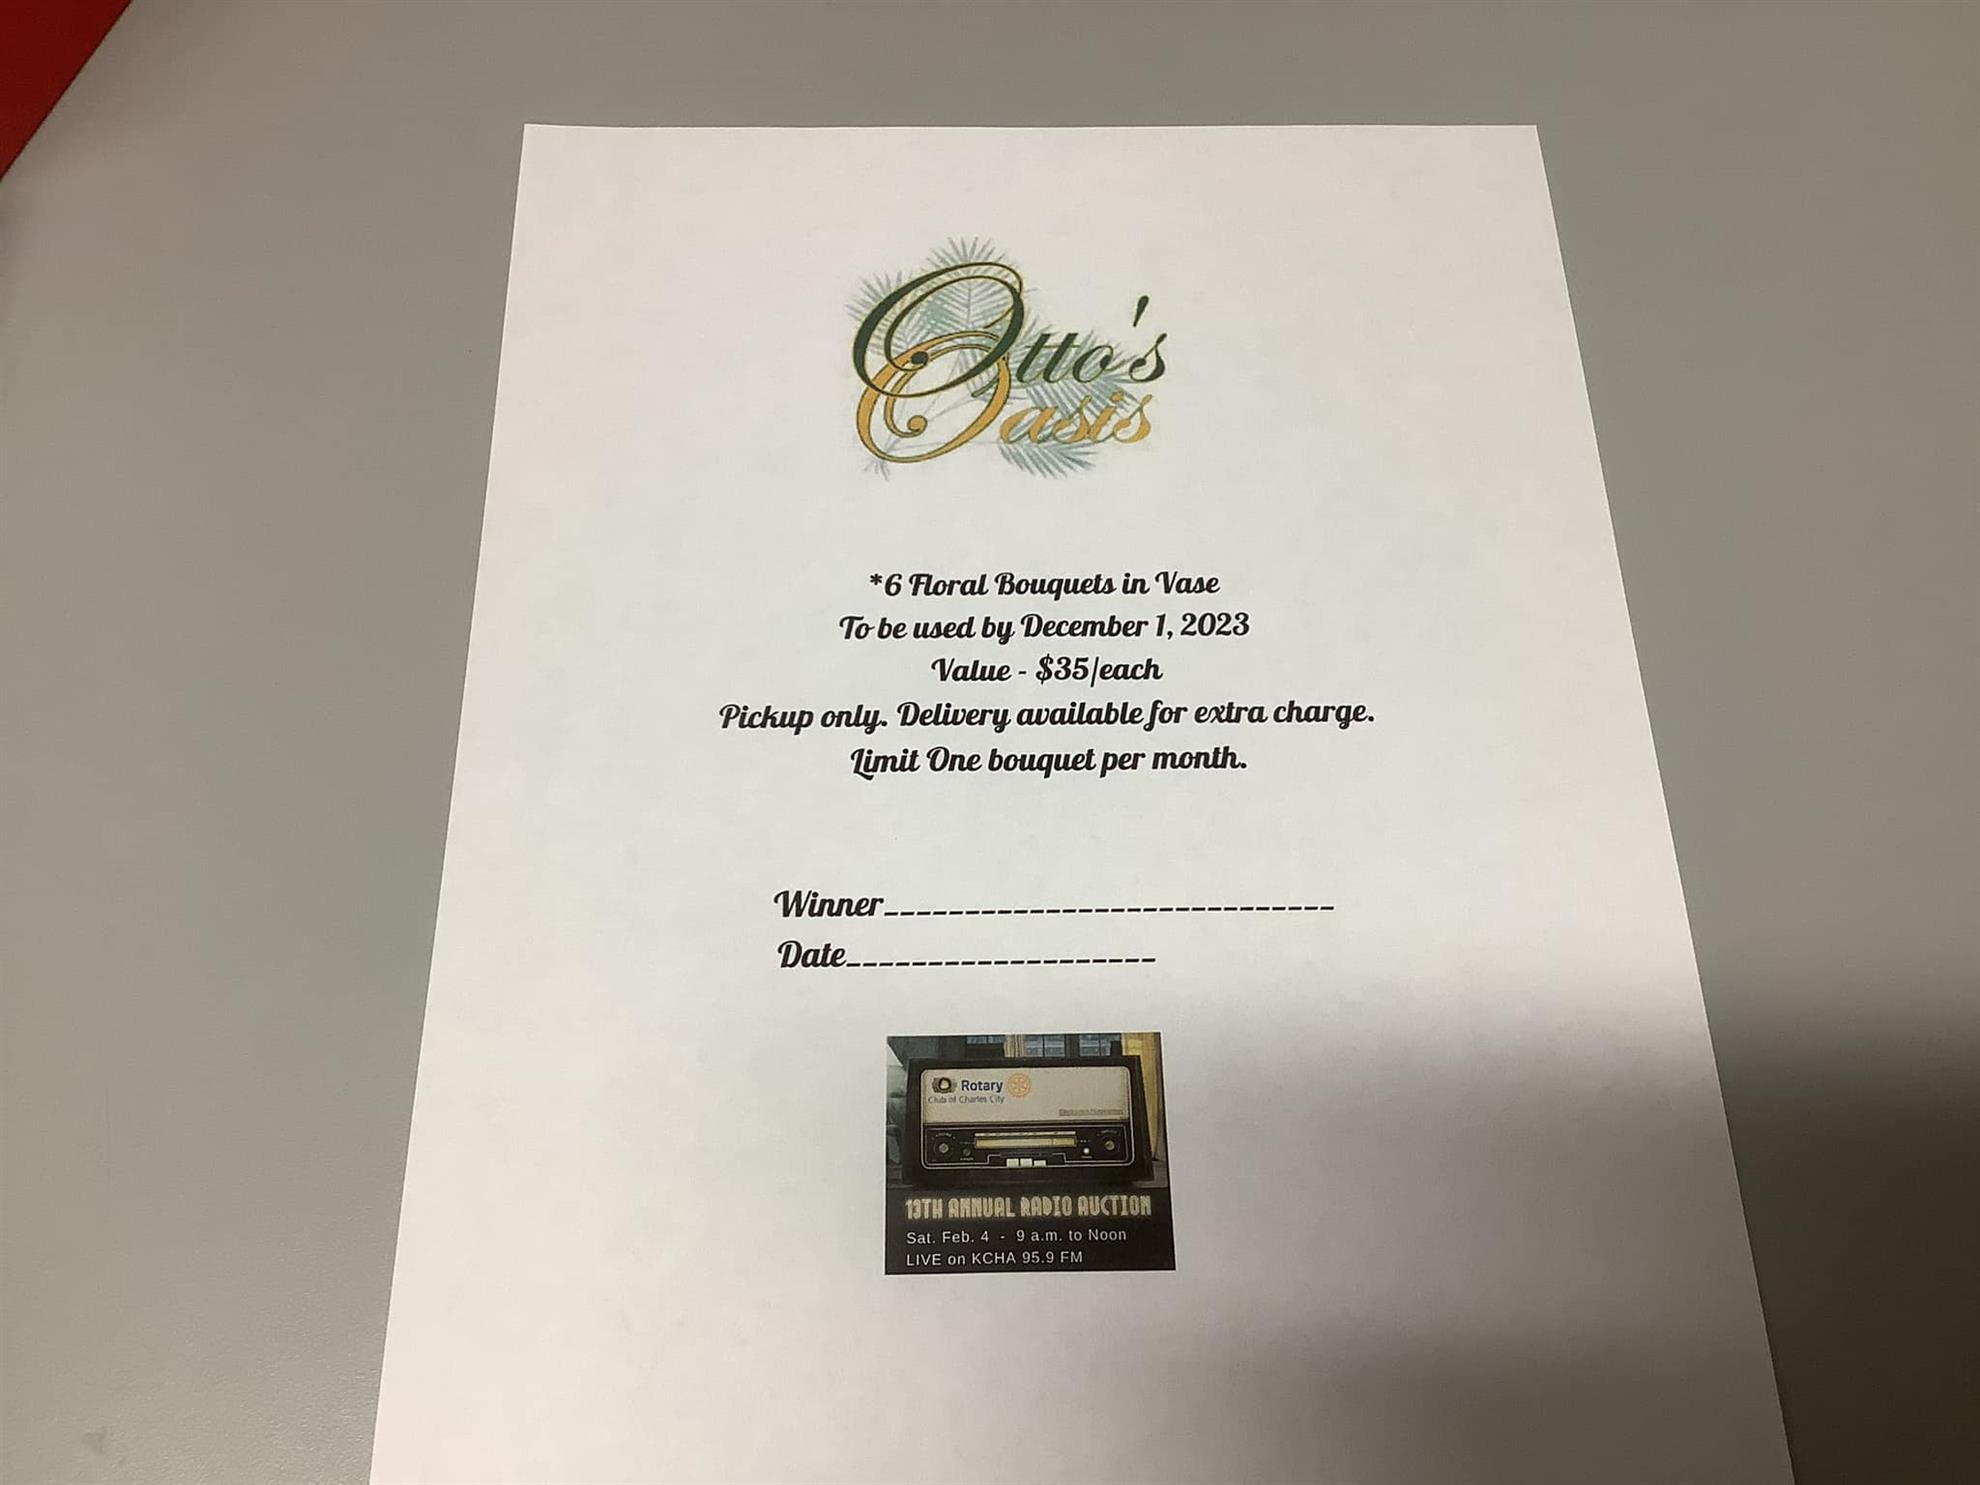 Otto's
Oasis
*6 Floral Bouquets in Vase
To be used by December 1, 2023
Value - $35/each
Pickup only. Delivery available for extra charge.
Limit One bouquet per month.
Winner____________________________
Date___________________
Rotary
Club of Charles City
13TH ANNUAL RADIO AUCTION
Sat. Feb. 4 - 9 a.m. to Noon
LIVE on KCHA 95.9 FM